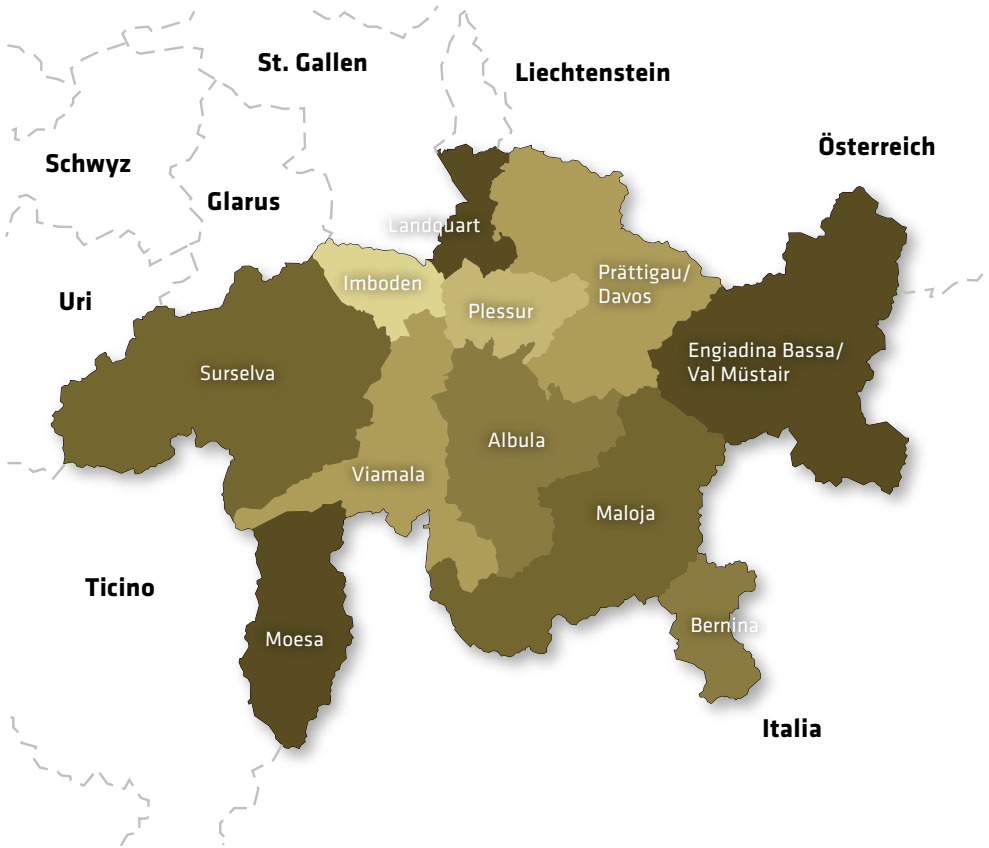 St. Gallen
Liechtenstein
Österreich
Schwyz
Glarus
Landquart
Imboden
Prättigau/
Davos
Uri
Plessur
Engiadina Bassa/
Val Müstair
Surselva
Albula
Viamala
Maloja
Ticino
Moesa
Bernina
Italia